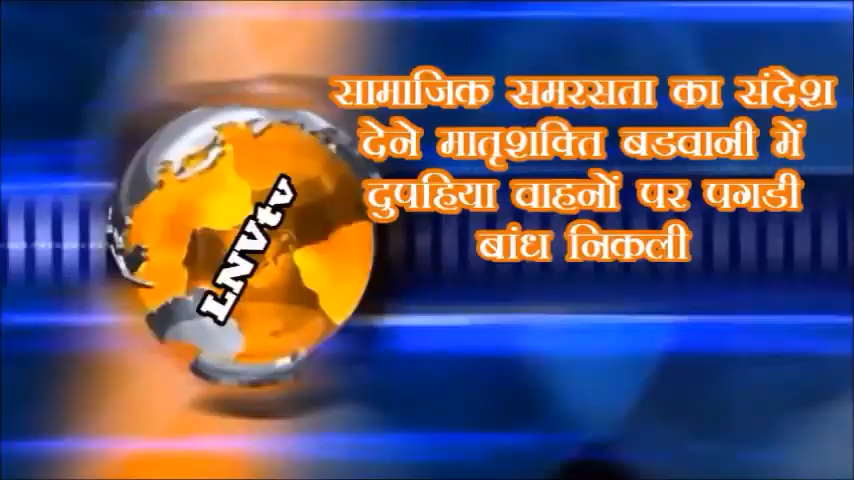 सामाजिक समरसता का संदेश
देने मातृशक्ति बडवानी में
दुपहिया वाहनों पर पगडी
बांध निकली
LNVtv